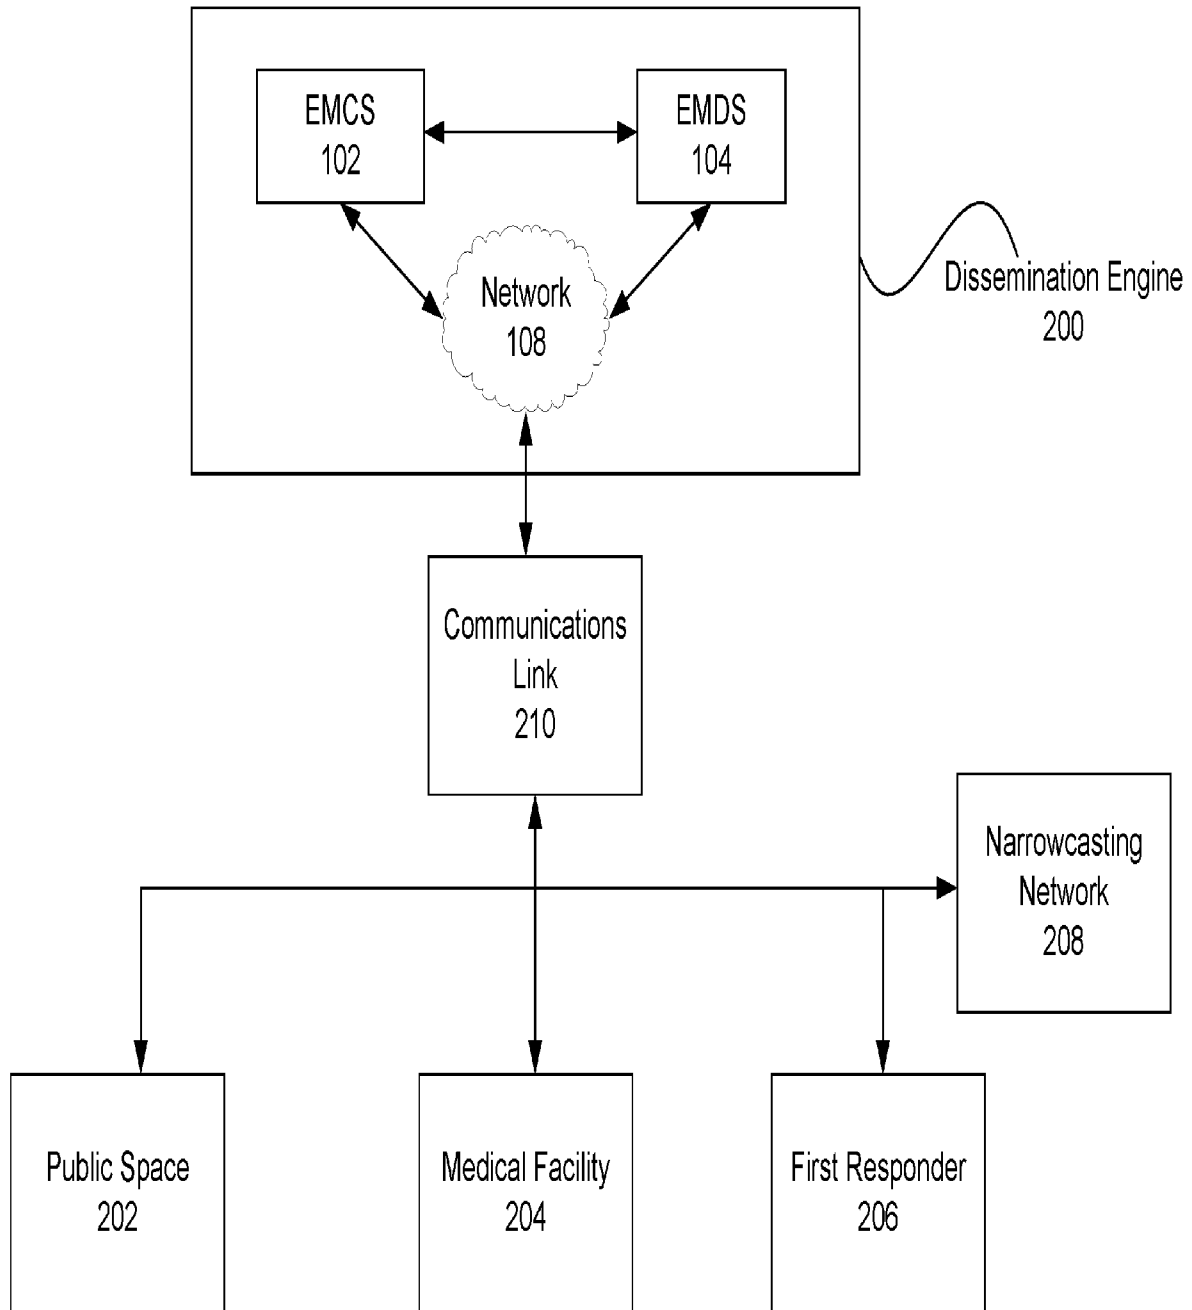 EMCS
102
EMDS
104
Network
108
Dissemination Engine
200
Communications
Link
210
Narrowcasting
Network
208
Public Space
202
Medical Facility
204
First Responder
206